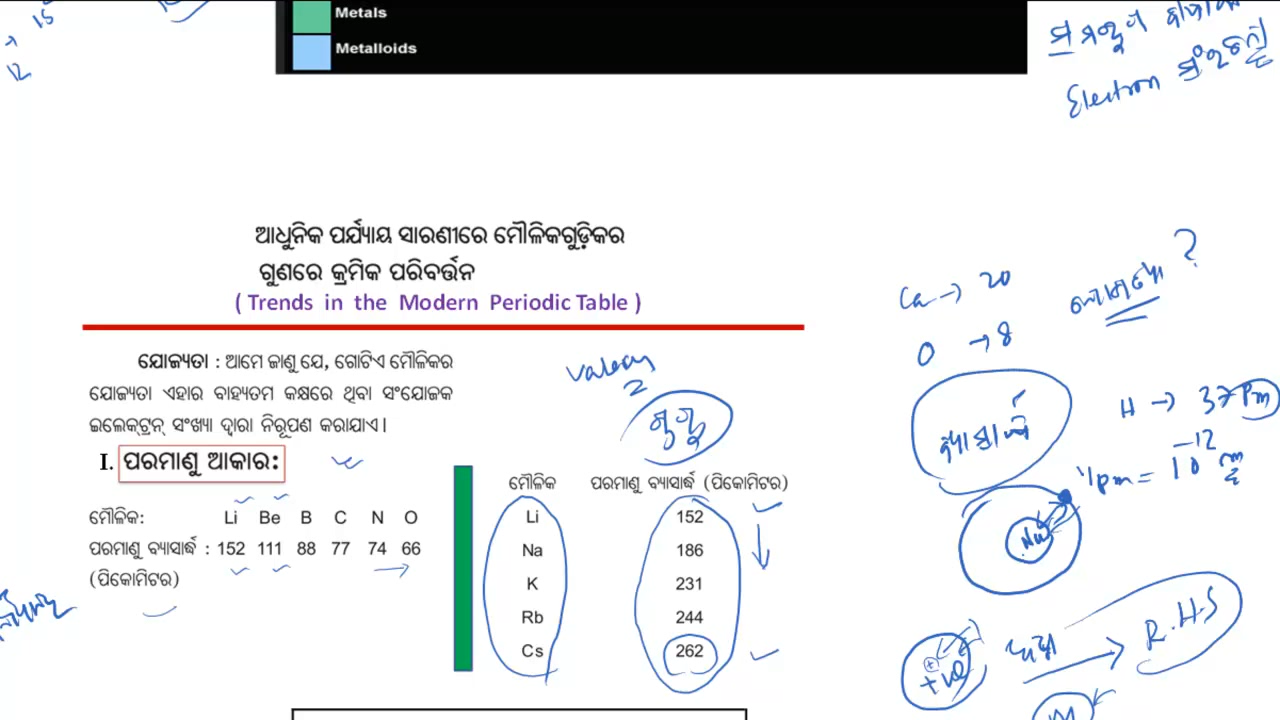 Metals
Metalloids
15
12
Electron
ଆଧୁନିକ ପର୍ଯ୍ୟାୟ ସାରଣୀରେ ମୌଳିକଗୁଡ଼ିକର
ଗୁଣରେ କ୍ରମିକ ପରିବର୍ତ୍ତନ
( Trends in the Modern Periodic Table )
ଯୋଜ୍ୟତା : ଆମେ ଜାଣୁ ଯେ, ଗୋଟିଏ ମୌଳିକର
ଯୋଜ୍ୟତା ଏହାର ବାହ୍ୟତମ କକ୍ଷରେ ଥିବା ସଂଯୋଜକ
ଇଲେକ୍ଟ୍ରନ୍ ସଂଖ୍ୟା ଦ୍ୱାରା ନିରୂପଣ କରାଯାଏ।
I. ପରମାଣୁ ଆକାର:
ମୌଳିକ: Li Be B C N O
ପରମାଣୁ ବ୍ୟାସାର୍ଦ୍ଧ : 152 111 88 77 74 66
(ପିକୋମିଟର)
ମୌଳିକ ପରମାଣୁ ବ୍ୟାସାର୍ଦ୍ଧ (ପିକୋମିଟର)
Li 152
Na 186
K 231
Rb 244
Cs 262
Ca → 20
O → 8
?
H → 37 pm
1pm = 10⁻¹² m
+ve
R.H.S